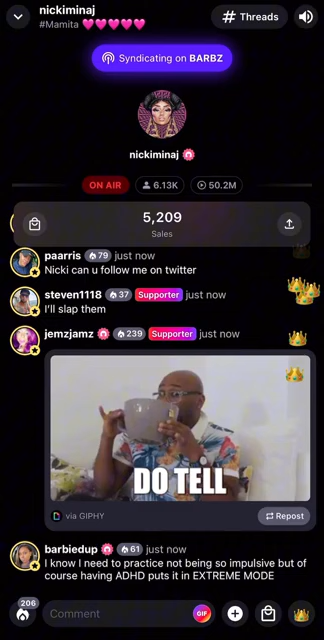 nickiminaj
#Mamita 💗💗💗💗💗
# Threads
Syndicating on BARBZ
nickiminaj
ON AIR
6.13K
50.2M
5,209
Sales
paarris 79 just now
Nicki can u follow me on twitter
steven1118 37 Supporter just now
I'll slap them
jemzjamz 239 Supporter just now
DO TELL
via GIPHY
Repost
barbiedup 61 just now
I know I need to practice not being so impulsive but of
course having ADHD puts it in EXTREME MODE
206
Comment
GIF